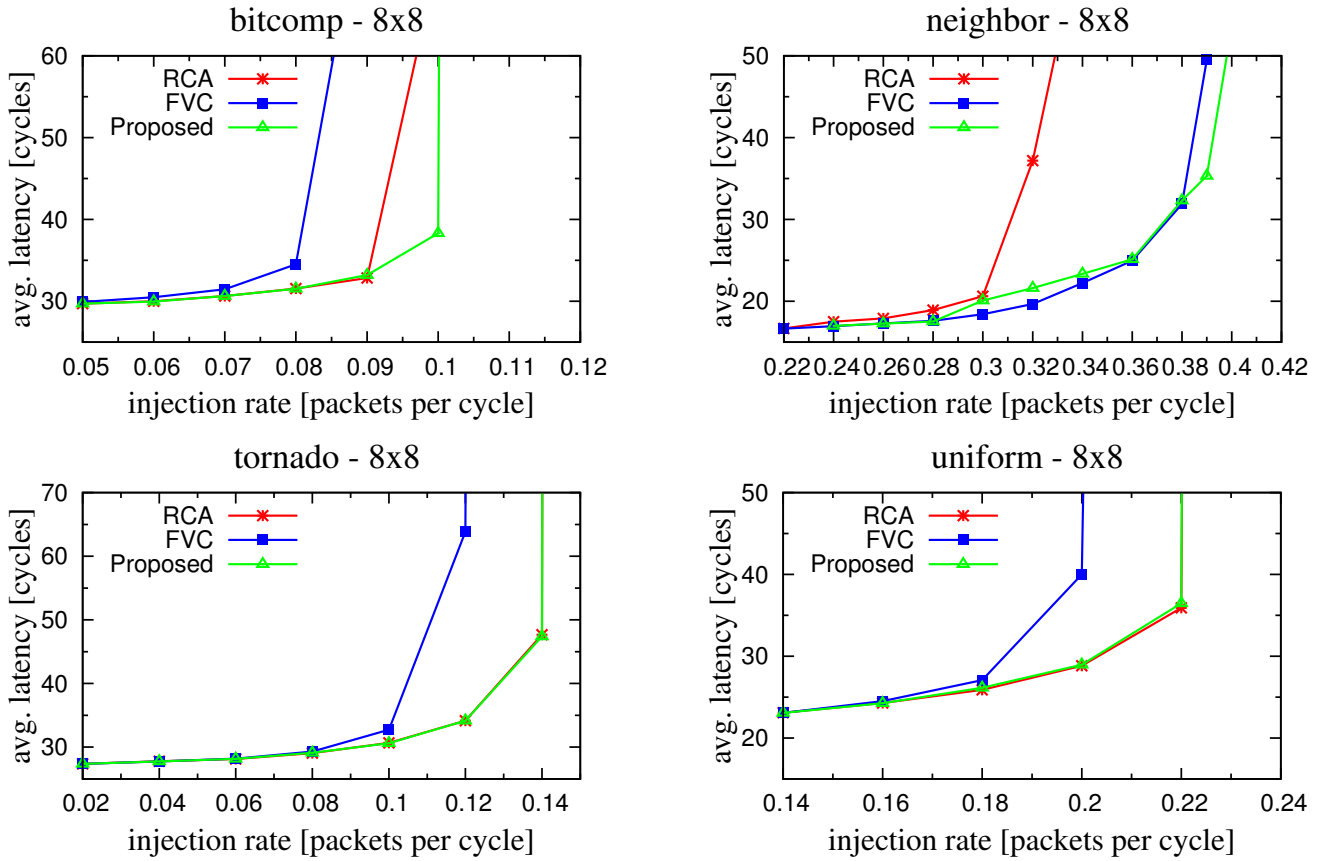 bitcomp - 8x8
60
50
40
30
avg. latency [cycles]
RCA
FVC
Proposed
0.05 0.06 0.07 0.08 0.09 0.1 0.11 0.12
injection rate [packets per cycle]
neighbor - 8x8
50
40
30
20
avg. latency [cycles]
RCA
FVC
Proposed
0.22 0.24 0.26 0.28 0.3 0.32 0.34 0.36 0.38 0.4 0.42
injection rate [packets per cycle]
tornado - 8x8
70
60
50
40
30
avg. latency [cycles]
RCA
FVC
Proposed
0.02 0.04 0.06 0.08 0.1 0.12 0.14
injection rate [packets per cycle]
uniform - 8x8
50
40
30
20
avg. latency [cycles]
RCA
FVC
Proposed
0.14 0.16 0.18 0.2 0.22 0.24
injection rate [packets per cycle]